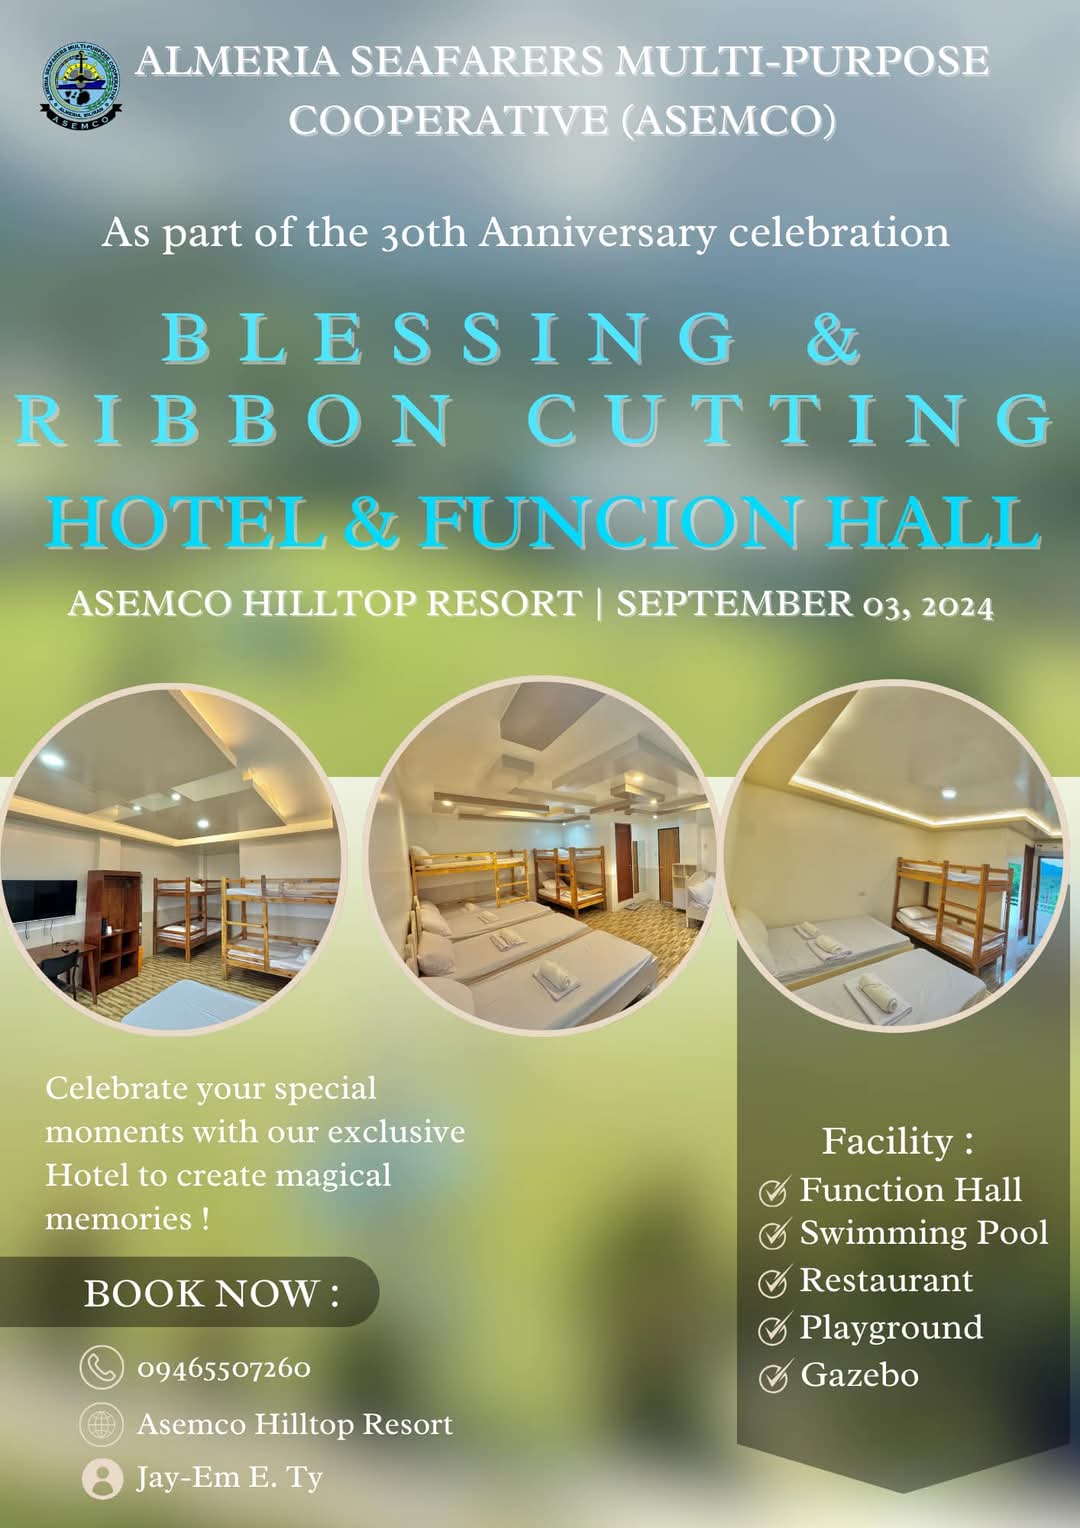 ALMERIA SEAFARERS MULTI-PURPOSE
COOPERATIVE (ASEMCO)
As part of the 30th Anniversary celebration
BLESSING &
RIBBON CUTTING
HOTEL & FUNCION HALL
ASEMCO HILLTOP RESORT | SEPTEMBER 03, 2024
Celebrate your special
moments with our exclusive
Hotel to create magical
memories !
BOOK NOW :
09465507260
Asemco Hilltop Resort
Jay-Em E. Ty
Facility :
Function Hall
Swimming Pool
Restaurant
Playground
Gazebo
ASEMCO